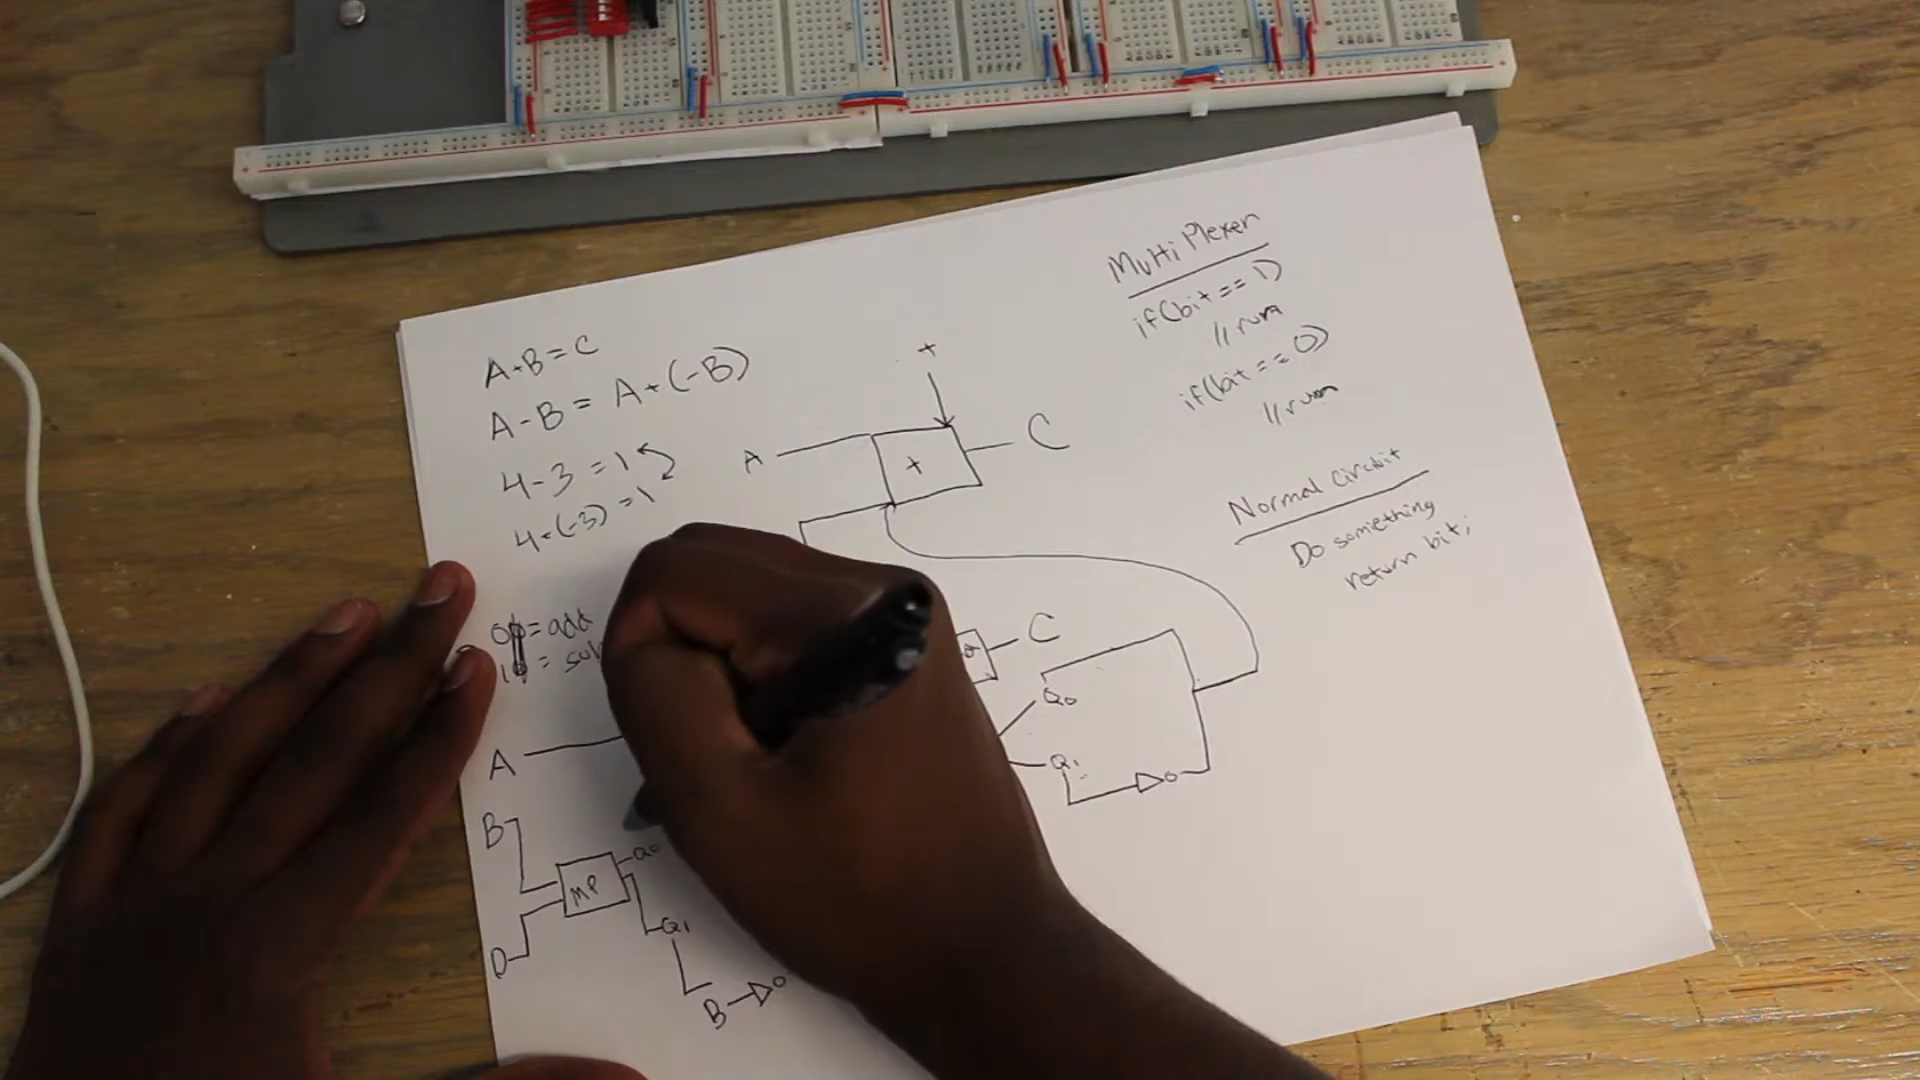 A+B=C
A-B = A+(-B)
4-3 =1
4+(-3) =1
= add
A
B
D
MP
Q0
Q1
B
+
A
+
C
C
Q0
Q1
Multi Plexer
if(bit == 1)
// run
if(bit == 0)
// run
Normal Circuit
Do something
return bit;